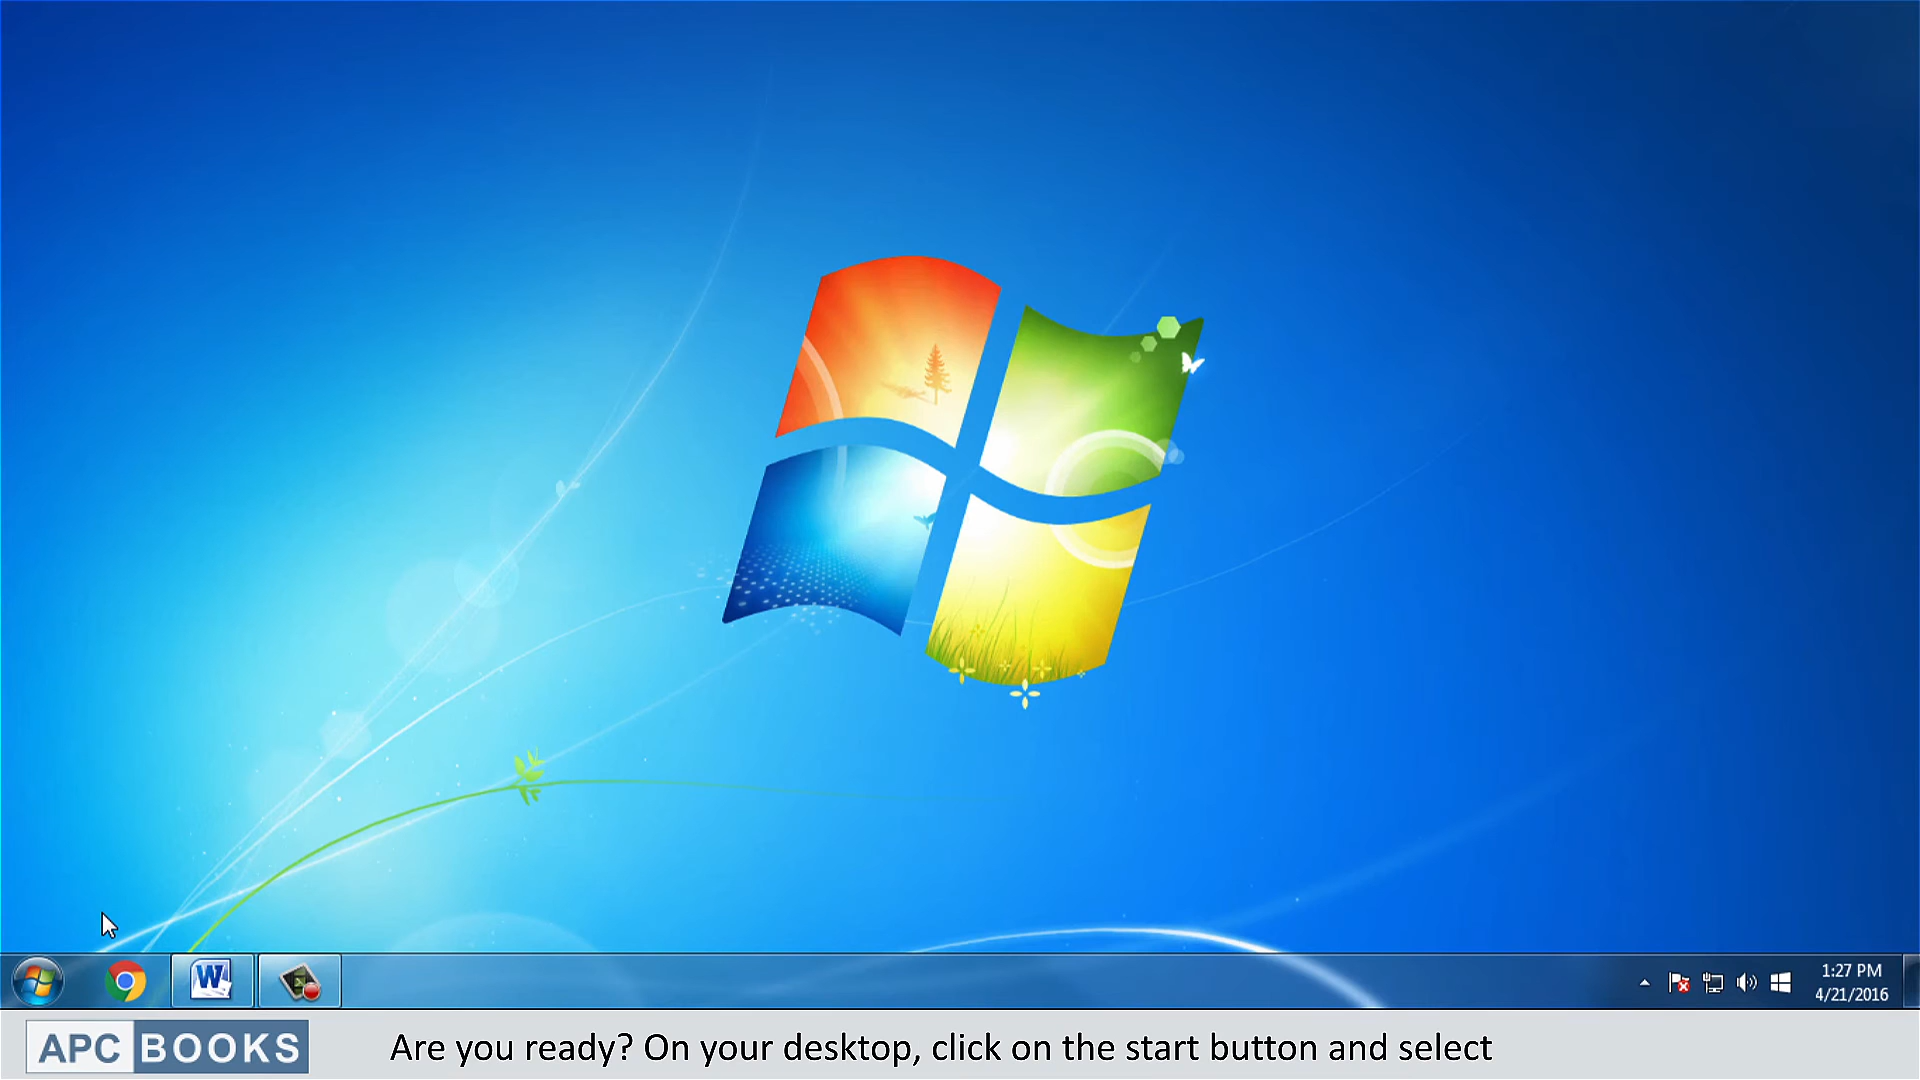 W
1:27 PM
4/21/2016
APC BOOKS
Are you ready? On your desktop, click on the start button and select